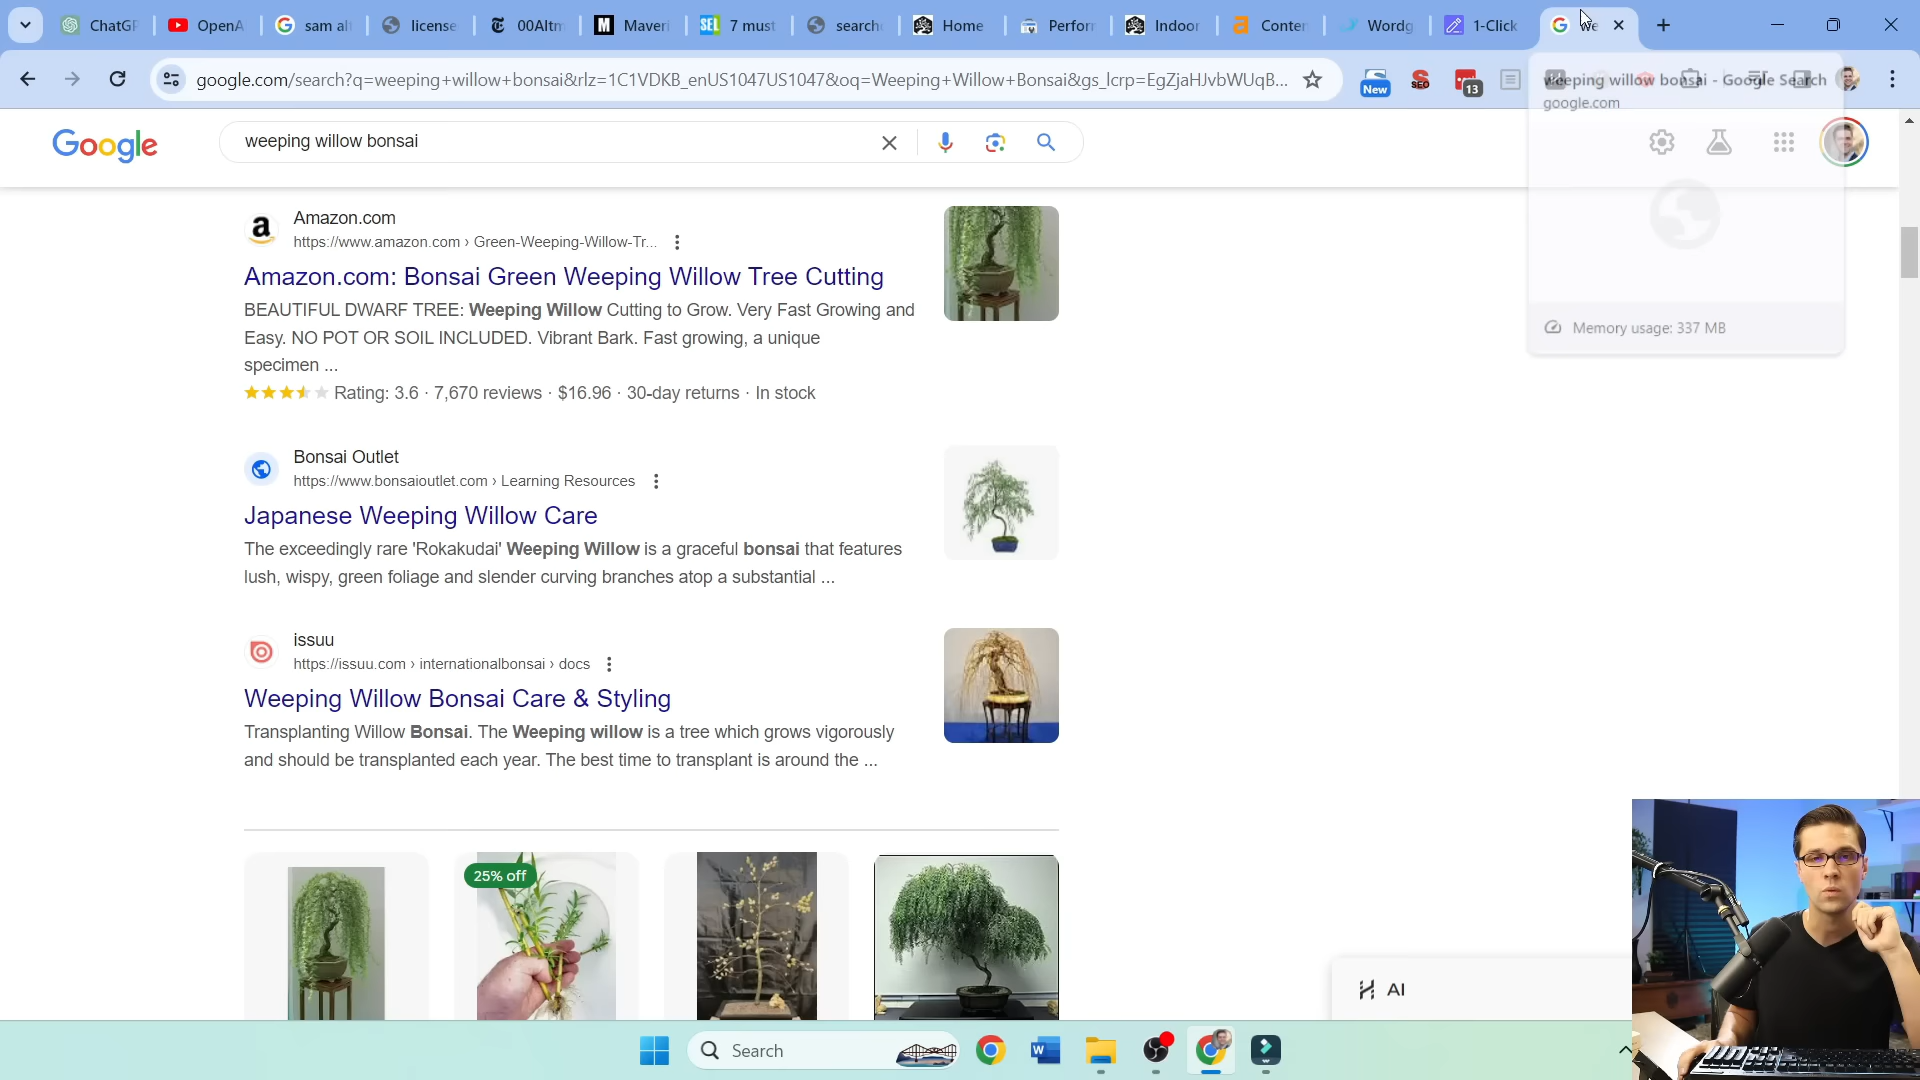 ChatGP
OpenA
sam alt
license
00Altm
Maveri
SEL
7 must
search
Home
Perform
Indoor
Conten
Wordg
1-Click
we
google.com/search?q=weeping+willow+bonsai&rlz=1C1VDKB_enUS1047US1047&oq=Weeping+Willow+Bonsai&gs_lcrp=EgZjaHJvbWUqB...
New
SEO
13
weeping willow bonsai - Google Search
google.com
Memory usage: 337 MB
Google
weeping willow bonsai
Amazon.com
https://www.amazon.com › Green-Weeping-Willow-Tr...
Amazon.com: Bonsai Green Weeping Willow Tree Cutting
BEAUTIFUL DWARF TREE: Weeping Willow Cutting to Grow. Very Fast Growing and
Easy. NO POT OR SOIL INCLUDED. Vibrant Bark. Fast growing, a unique
specimen ...
Rating: 3.6 · 7,670 reviews · $16.96 · 30-day returns · In stock
Bonsai Outlet
https://www.bonsaioutlet.com › Learning Resources
Japanese Weeping Willow Care
The exceedingly rare 'Rokakudai' Weeping Willow is a graceful bonsai that features
lush, wispy, green foliage and slender curving branches atop a substantial ...
issuu
https://issuu.com › internationalbonsai › docs
Weeping Willow Bonsai Care & Styling
Transplanting Willow Bonsai. The Weeping willow is a tree which grows vigorously
and should be transplanted each year. The best time to transplant is around the ...
25% off
AI
Search